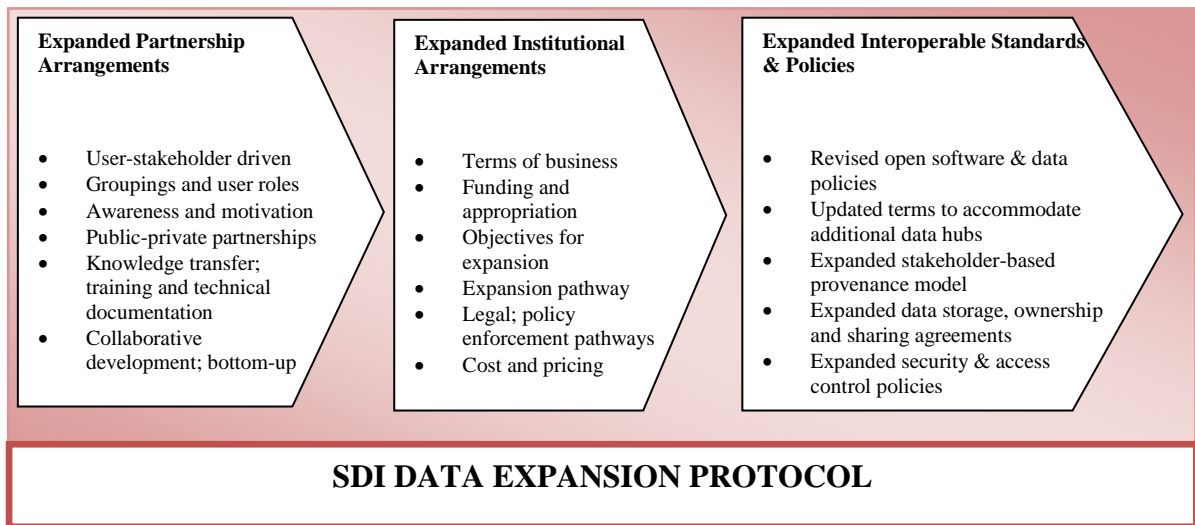 Expanded Partnership
Arrangements
• User-stakeholder driven
• Groupings and user roles
• Awareness and motivation
• Public-private partnerships
• Knowledge transfer;
training and technical
documentation
• Collaborative
development; bottom-up
Expanded Institutional
Arrangements
• Terms of business
• Funding and
appropriation
• Objectives for
expansion
• Expansion pathway
• Legal; policy
enforcement pathways
• Cost and pricing
Expanded Interoperable Standards
& Policies
• Revised open software & data
policies
• Updated terms to accommodate
additional data hubs
• Expanded stakeholder-based
provenance model
• Expanded data storage, ownership
and sharing agreements
• Expanded security & access
control policies
SDI DATA EXPANSION PROTOCOL